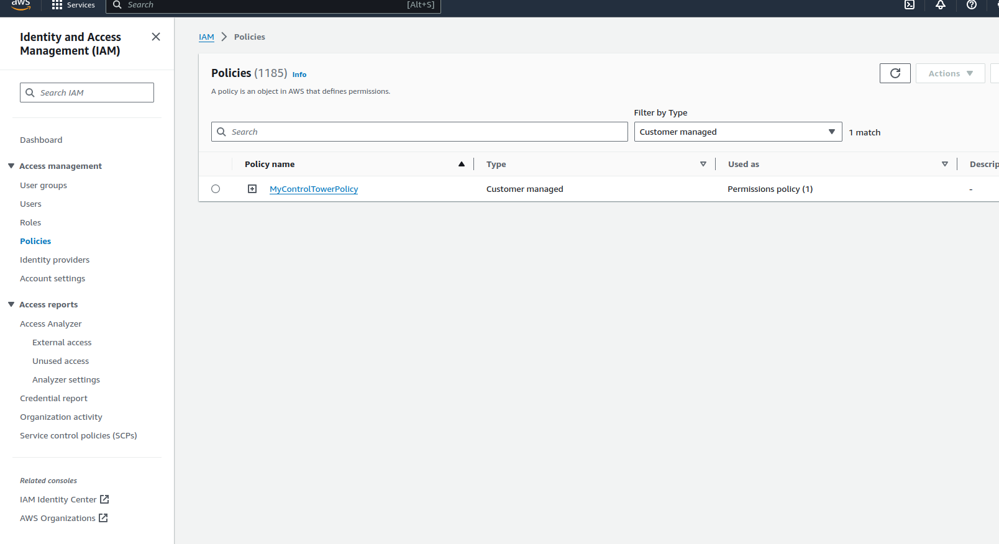 aws
Services
Search
[Alt+S]
Identity and Access
Management (IAM)
Search IAM
Dashboard
Access management
User groups
Users
Roles
Policies
Identity providers
Account settings
Access reports
Access Analyzer
External access
Unused access
Analyzer settings
Credential report
Organization activity
Service control policies (SCPs)
Related consoles
IAM Identity Center
AWS Organizations
IAM > Policies
Policies (1185) Info
A policy is an object in AWS that defines permissions.
Actions
Filter by Type
Search
Customer managed
1 match
Policy name Type Used as Descrip
MyControlTowerPolicy Customer managed Permissions policy (1) -